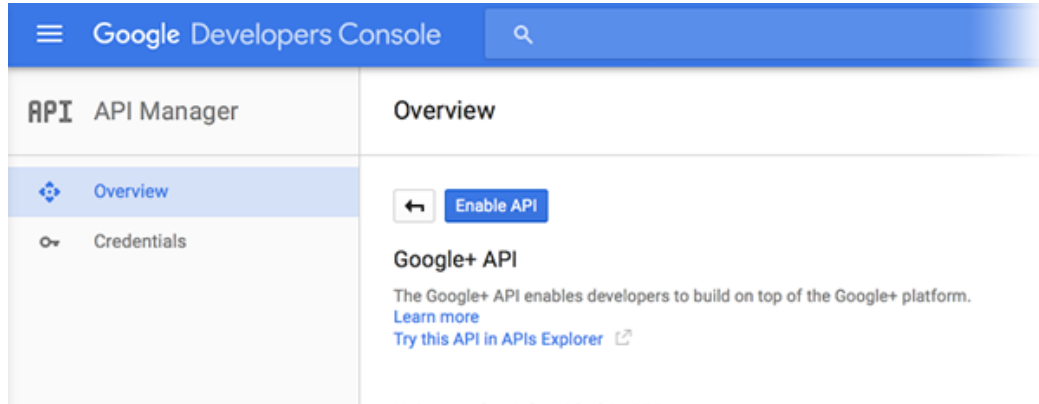 Google Developers Console
API API Manager
Overview
Overview
Credentials
Enable API
Google+ API
The Google+ API enables developers to build on top of the Google+ platform.
Learn more
Try this API in APIs Explorer